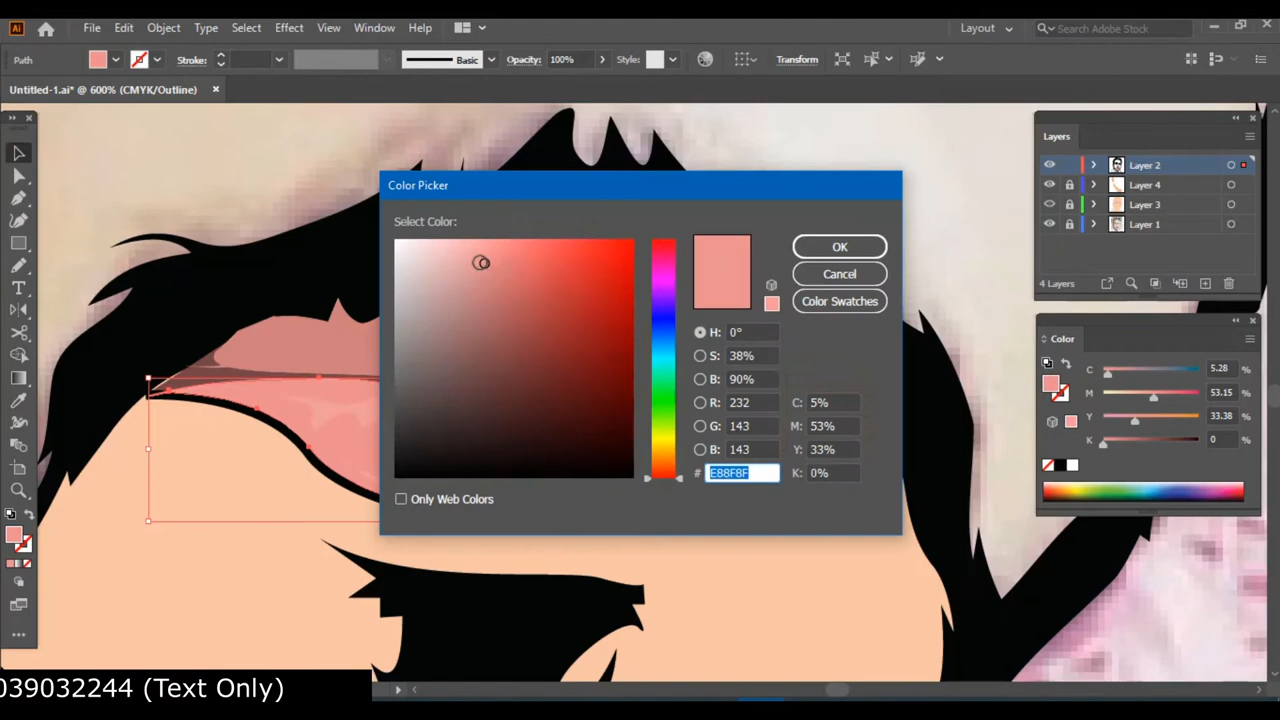 Ai File Edit Object Type Select Effect View Window Help Layout Search Adobe Stock
Path Stroke: Basic Opacity: 100% Style: Transform
Untitled-1.ai* @ 600% (CMYK/Outline) ×
Layers
Layer 2
Layer 4
Layer 3
Layer 1
4 Layers
Color Picker
Select Color:
OK
Cancel
Color Swatches
H: 0°
S: 38%
B: 90%
R: 232 C: 5%
G: 143 M: 53%
B: 143 Y: 33%
# E88F8F K: 0%
Only Web Colors
Color
C 5.28 %
M 53.15 %
Y 33.38 %
K 0 %
039032244 (Text Only)